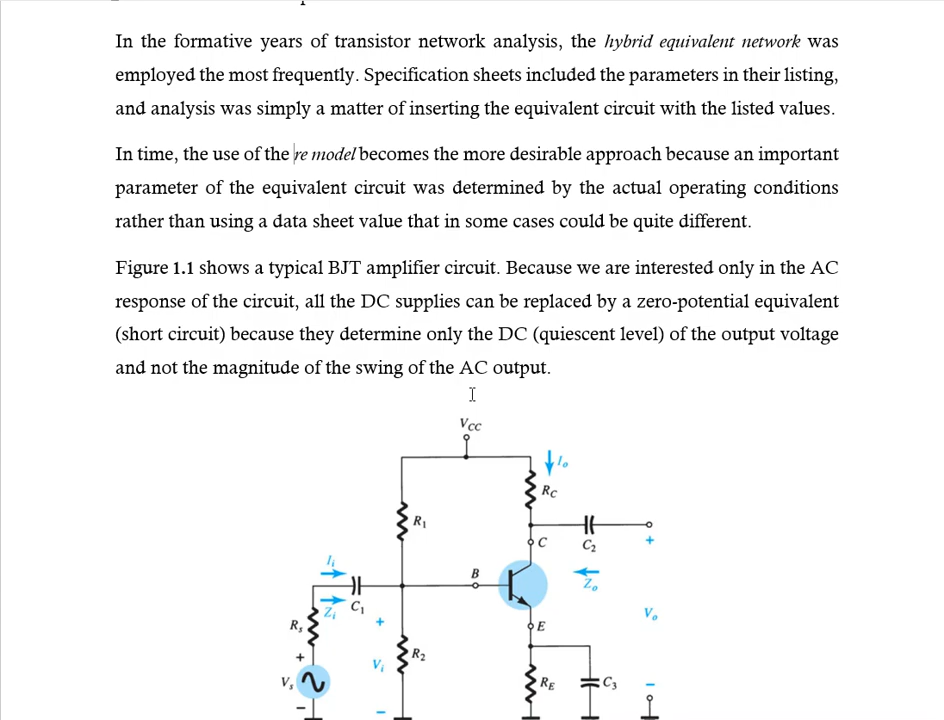 In the formative years of transistor network analysis, the hybrid equivalent network was
employed the most frequently. Specification sheets included the parameters in their listing,
and analysis was simply a matter of inserting the equivalent circuit with the listed values.
In time, the use of the re model becomes the more desirable approach because an important
parameter of the equivalent circuit was determined by the actual operating conditions
rather than using a data sheet value that in some cases could be quite different.
Figure 1.1 shows a typical BJT amplifier circuit. Because we are interested only in the AC
response of the circuit, all the DC supplies can be replaced by a zero-potential equivalent
(short circuit) because they determine only the DC (quiescent level) of the output voltage
and not the magnitude of the swing of the AC output.
VCC
Io
RC
R1
C
C2
+
Ii
B
Zo
Zi
C1
Rs
+
E
Vo
R2
+
Vi
Vs
RE
C3
−
−
−